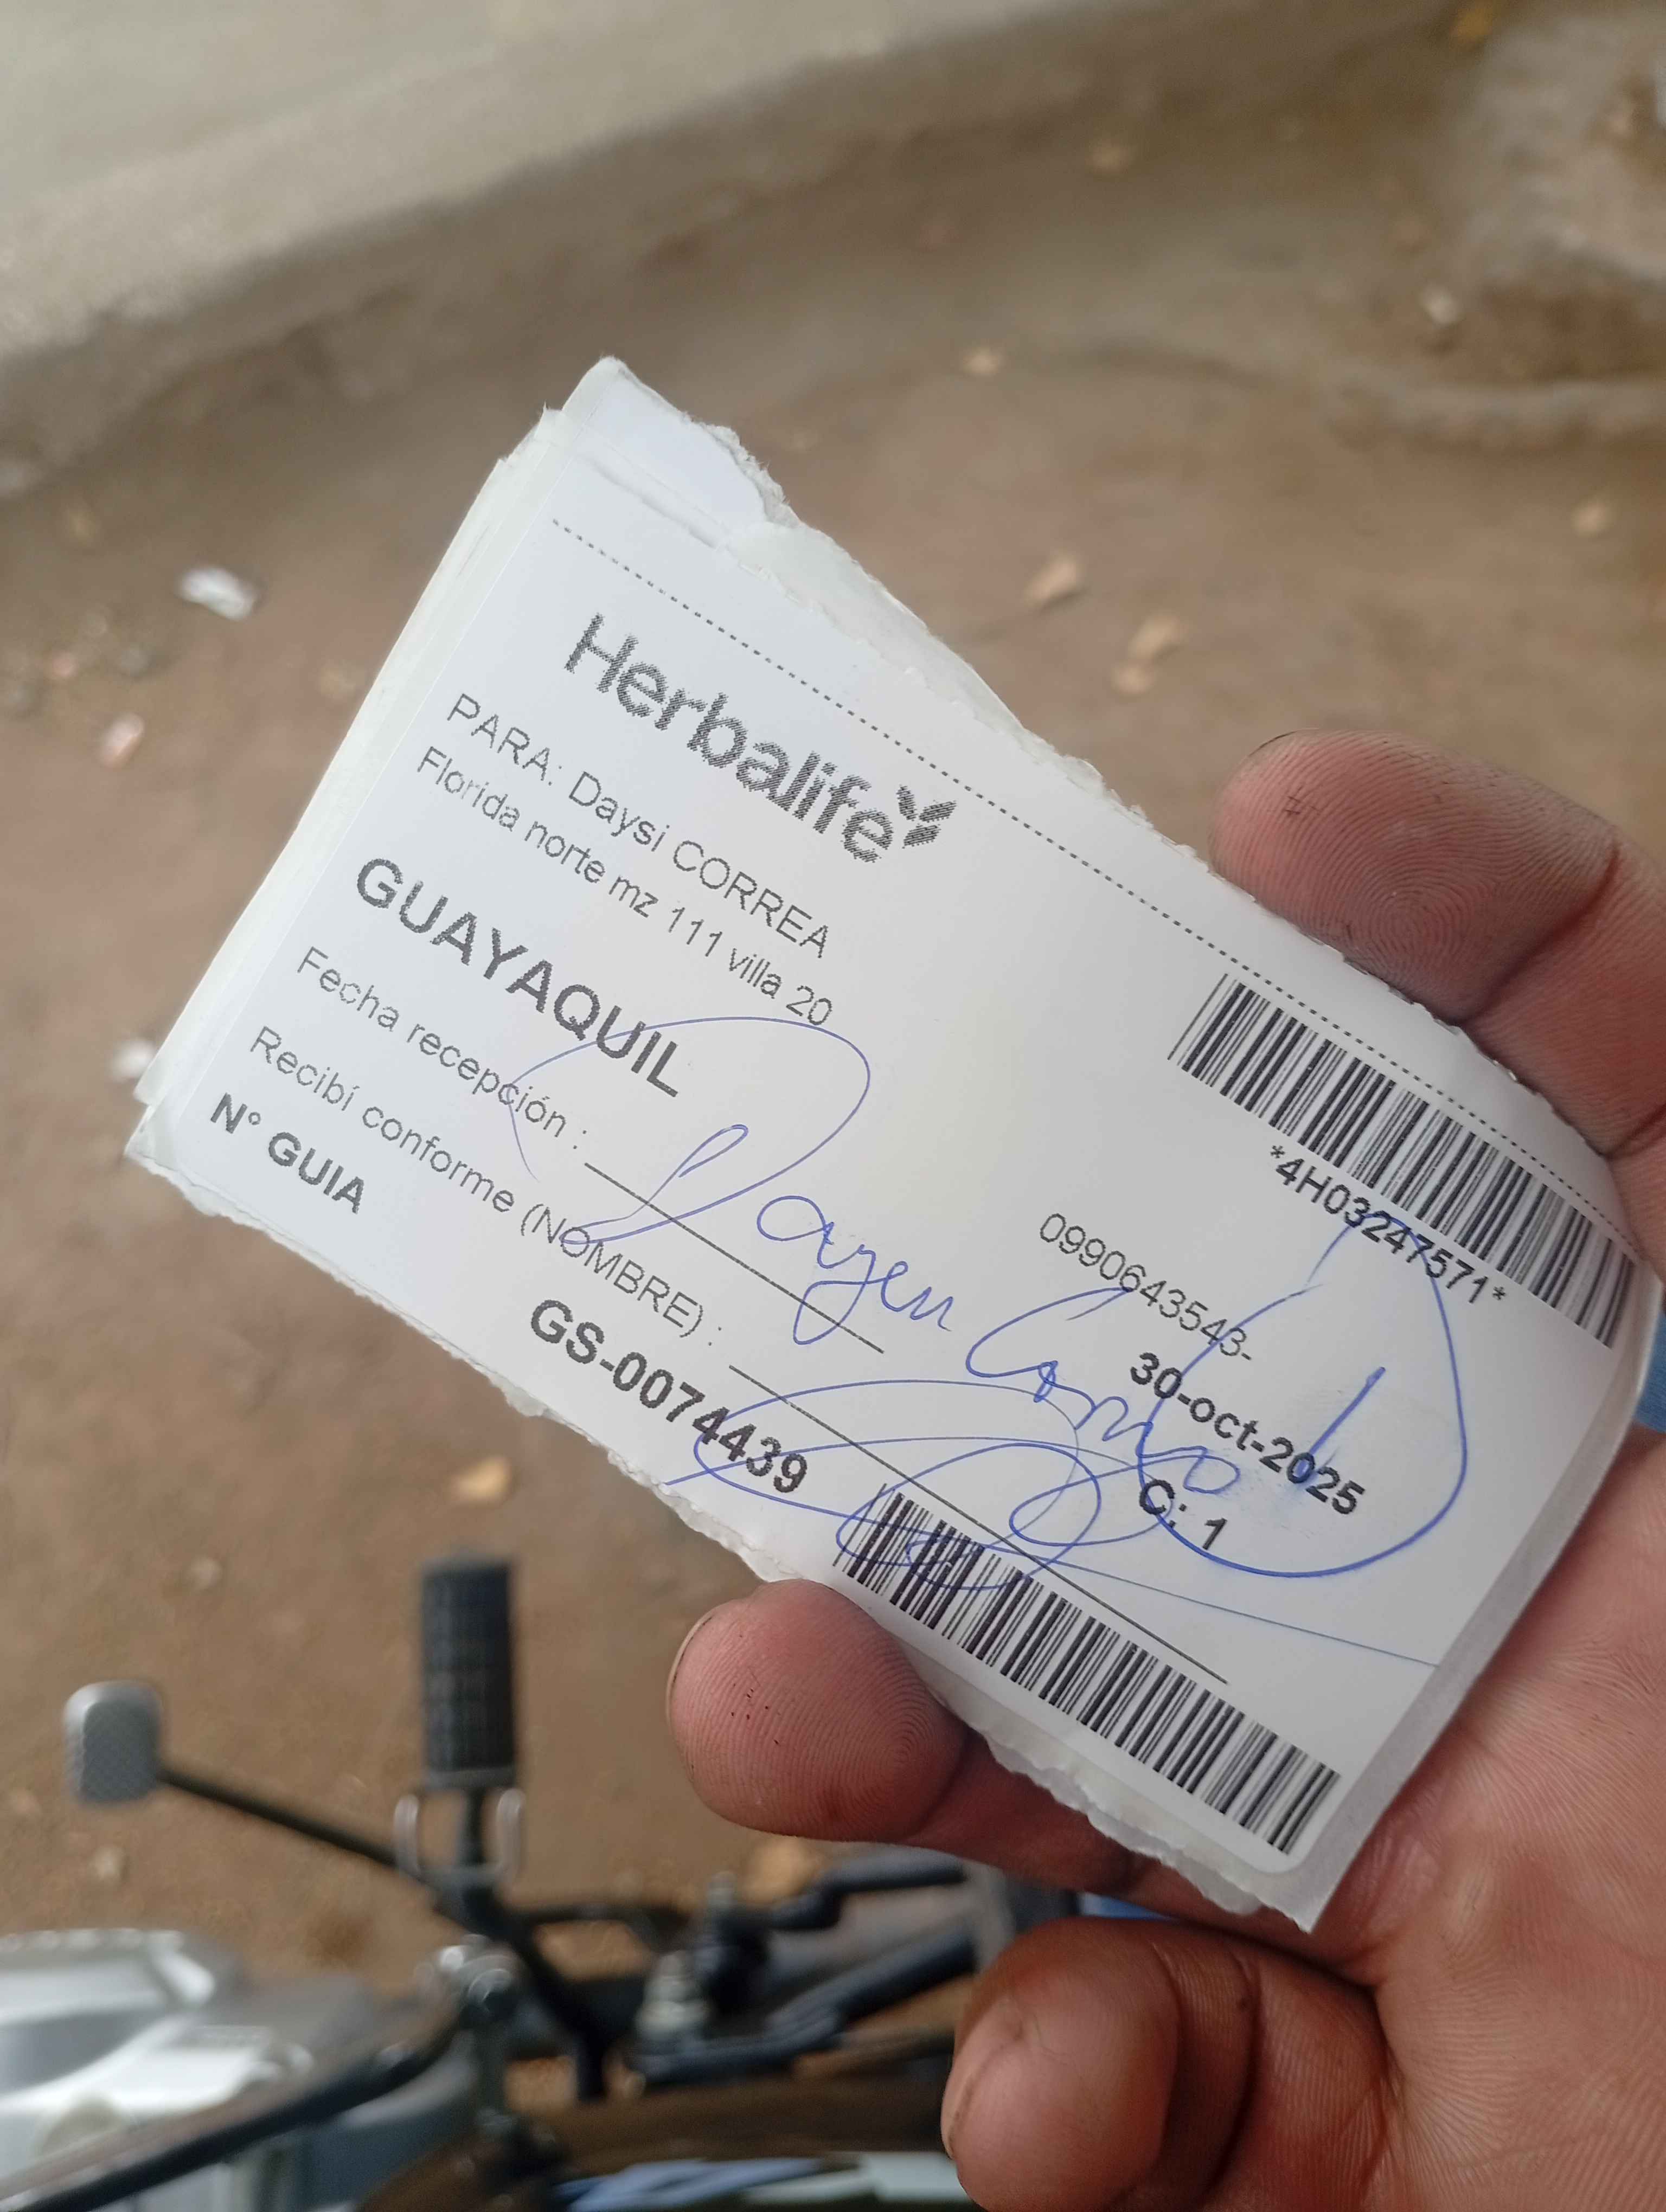 Herbalife
*4H03247571*
PARA: Daysi CORREA
Florida norte mz 111 villa 20
0990643543-
GUAYAQUIL
30-oct-2025
Fecha recepción :
C: 1
Recibí conforme (NOMBRE) :
N° GUIA
GS-0074439